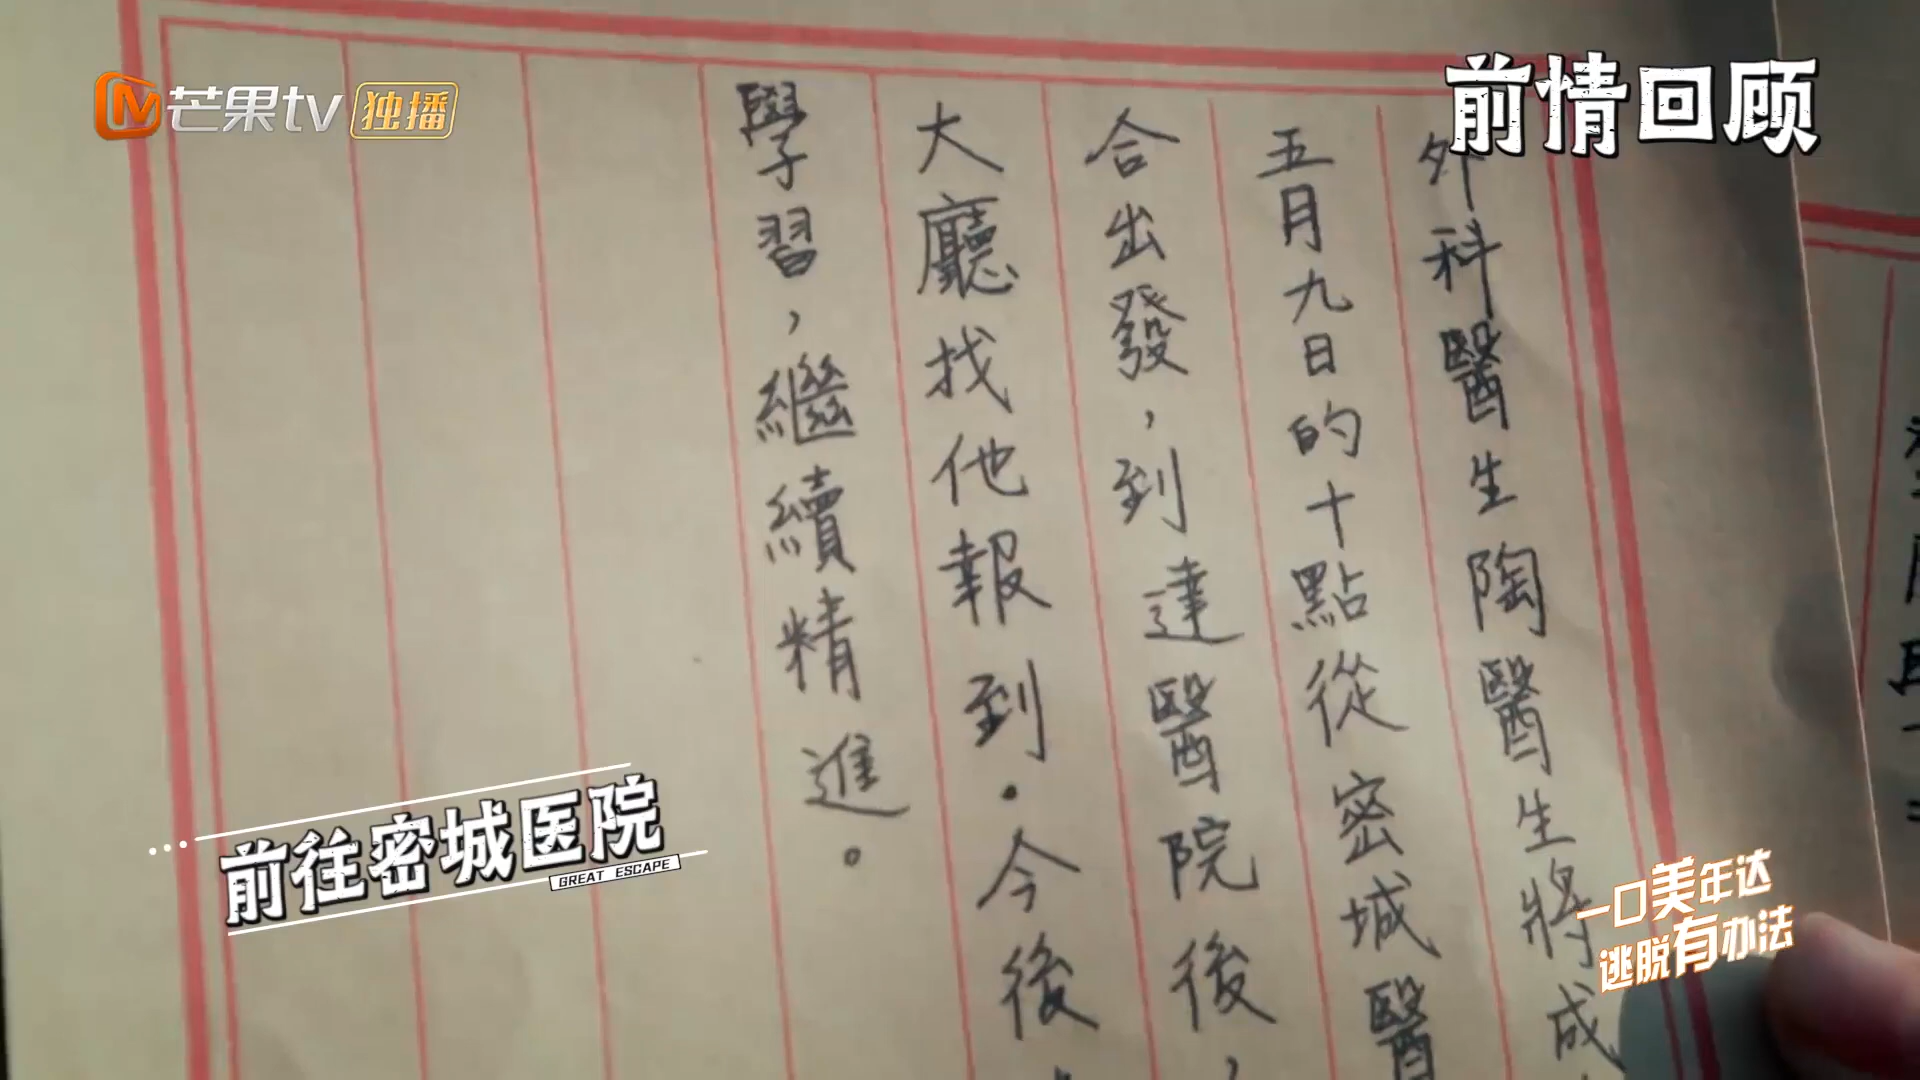 芒果tv 独播
前情回顾
外科醫生陶醫生將成
五月九日的十點從密城醫
合出發，到達醫院後，
大廳找他報到．今後
學習，繼續精進。
前往密城医院
GREAT ESCAPE
一口美年达
逃脱有办法